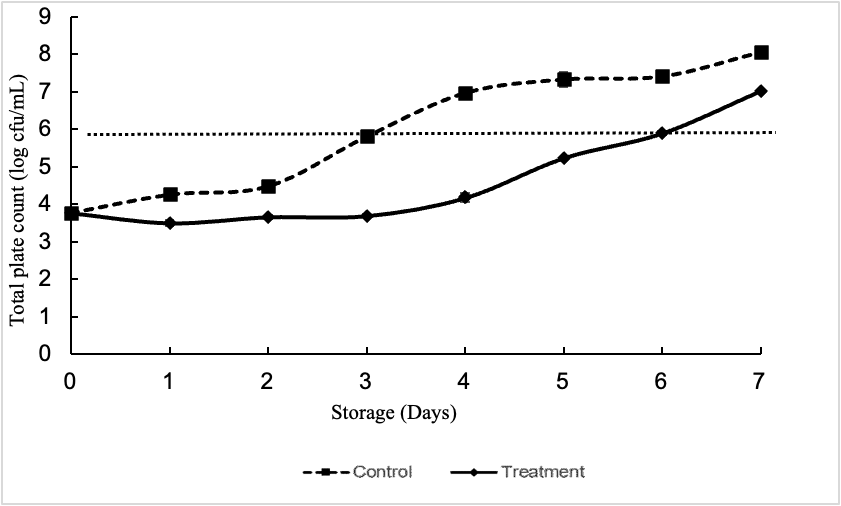 9
8
7
6
5
4
3
2
1
0
Total plate count (log cfu/mL)
0 1 2 3 4 5 6 7
Storage (Days)
Control Treatment